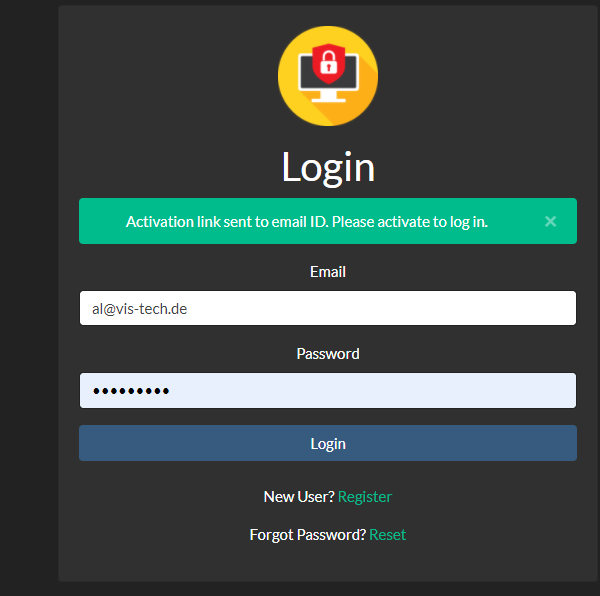 Login
Activation link sent to email ID. Please activate to log in. ×
Email
al@vis-tech.de
Password
•••••••••
Login
New User? Register
Forgot Password? Reset